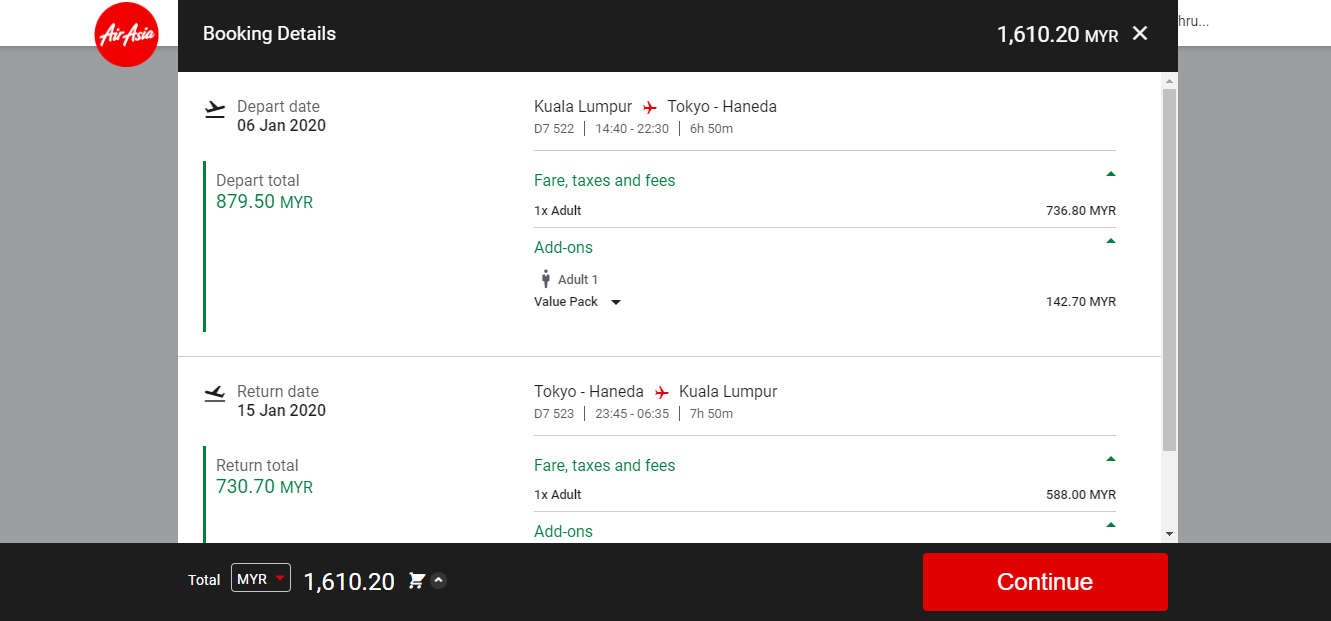 AirAsia
Booking Details
1,610.20 MYR
hru...
Depart date
06 Jan 2020
Kuala Lumpur Tokyo - Haneda
D7 522 | 14:40 - 22:30 | 6h 50m
Depart total
879.50 MYR
Fare, taxes and fees
1x Adult 736.80 MYR
Add-ons
Adult 1
Value Pack 142.70 MYR
Return date
15 Jan 2020
Tokyo - Haneda Kuala Lumpur
D7 523 | 23:45 - 06:35 | 7h 50m
Return total
730.70 MYR
Fare, taxes and fees
1x Adult 588.00 MYR
Add-ons
Total MYR 1,610.20
Continue